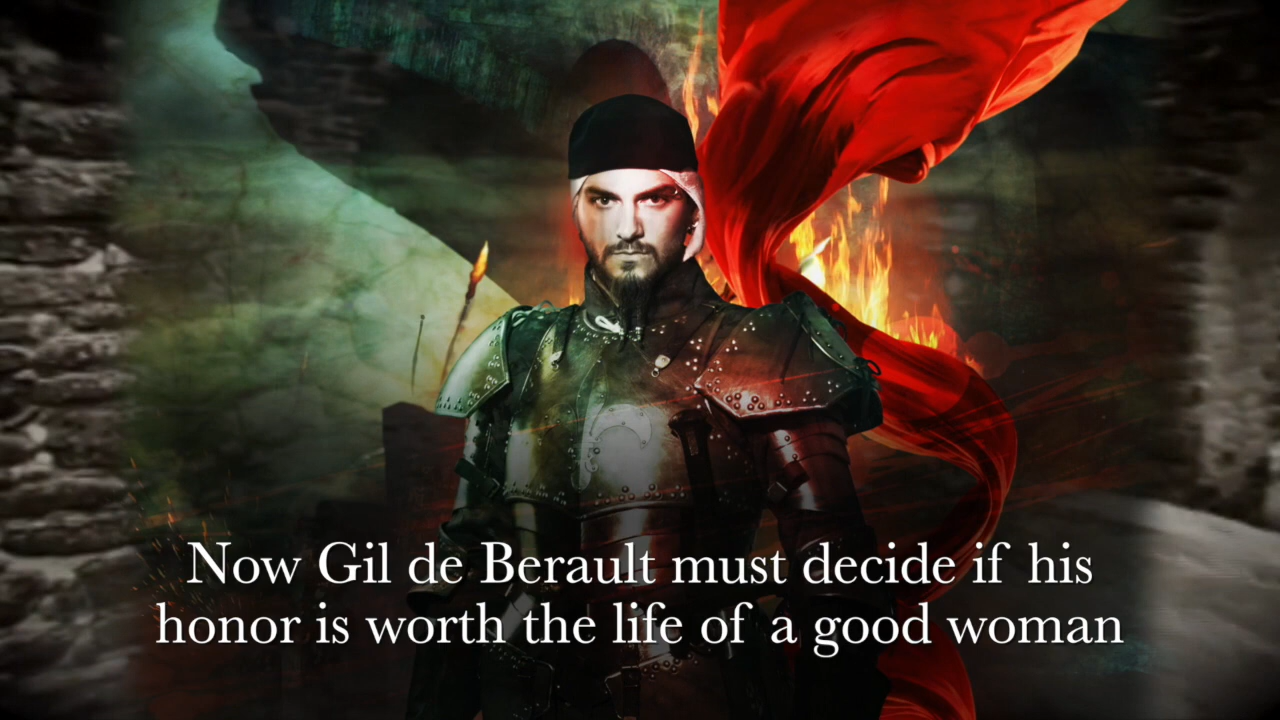 Now Gil de Berault must decide if his
honor is worth the life of a good woman